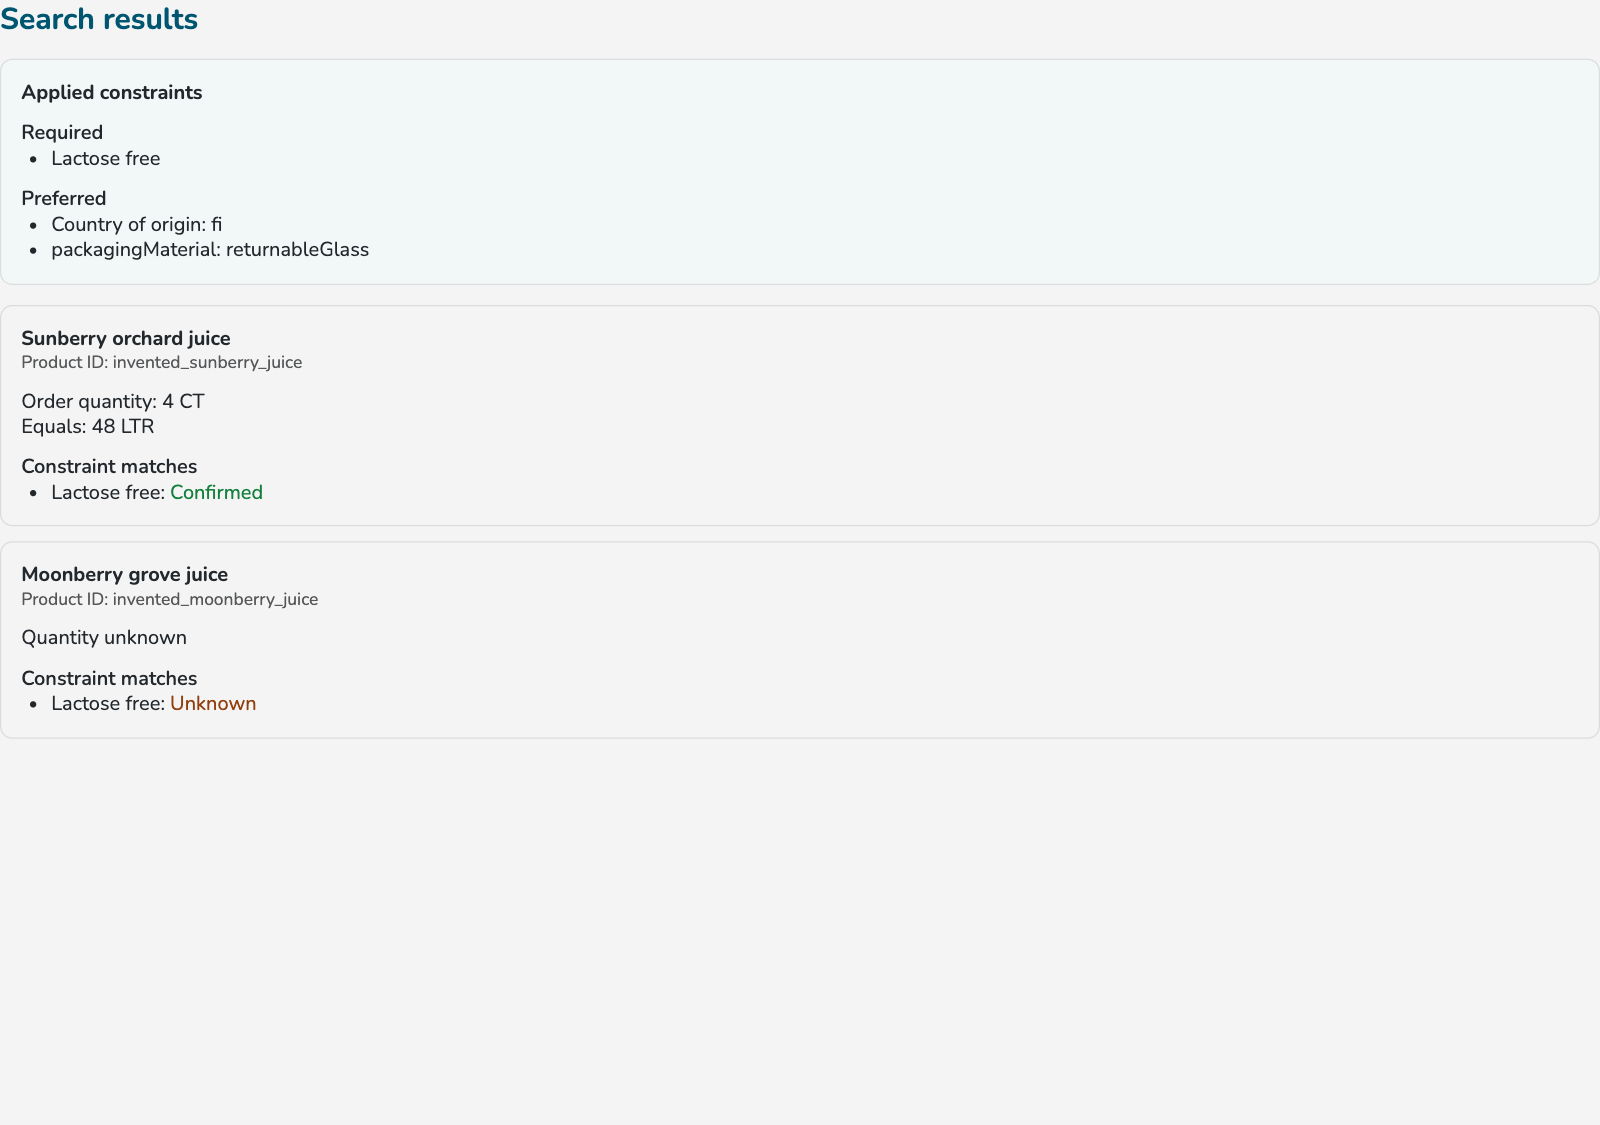 Search results
Applied constraints
Required
Lactose free
Preferred
Country of origin: fi
packagingMaterial: returnableGlass
Sunberry orchard juice
Product ID: invented_sunberry_juice
Order quantity: 4 CT
Equals: 48 LTR
Constraint matches
Lactose free: Confirmed
Moonberry grove juice
Product ID: invented_moonberry_juice
Quantity unknown
Constraint matches
Lactose free: Unknown